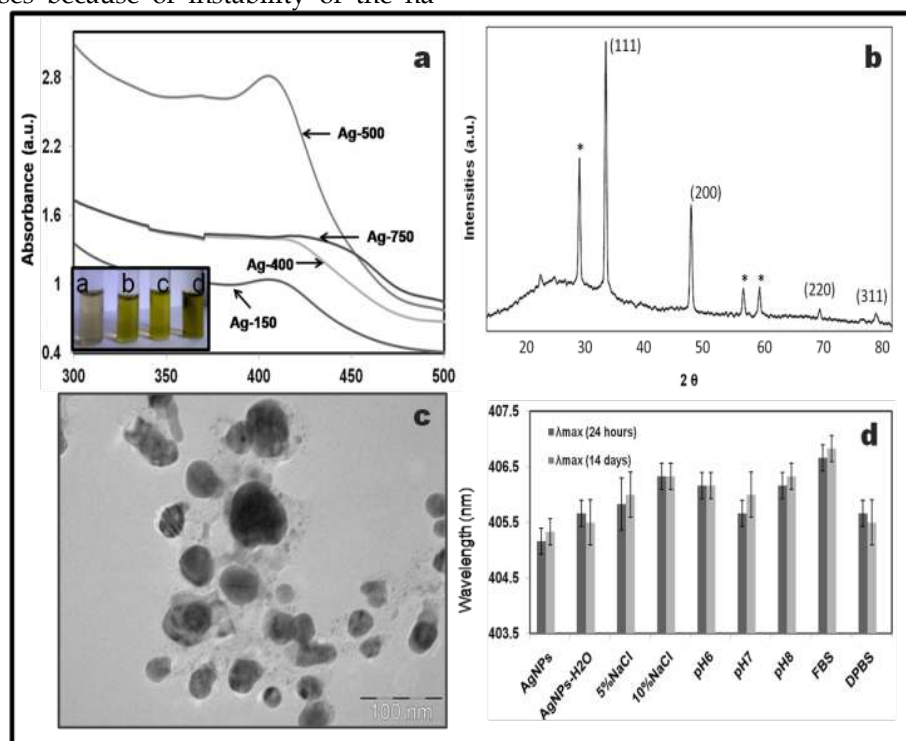 ses because of instability of the na-
a
Absorbance (a.u.)
2.8
2.2
1.6
1
0.4
Ag-500
Ag-750
Ag-400
Ag-150
a b c d
300 350 400 450 500
b
Intensities (a.u.)
*
(111)
(200)
* *
(220)
(311)
20 30 40 50 60 70 80
2 θ
c
100 nm
d
Wavelength (nm)
407.5
406.5
405.5
404.5
403.5
λmax (24 hours)
λmax (14 days)
AgNPs
AgNPs-H2O
5%NaCl
10%NaCl
pH6
pH7
pH8
FBS
DPBS